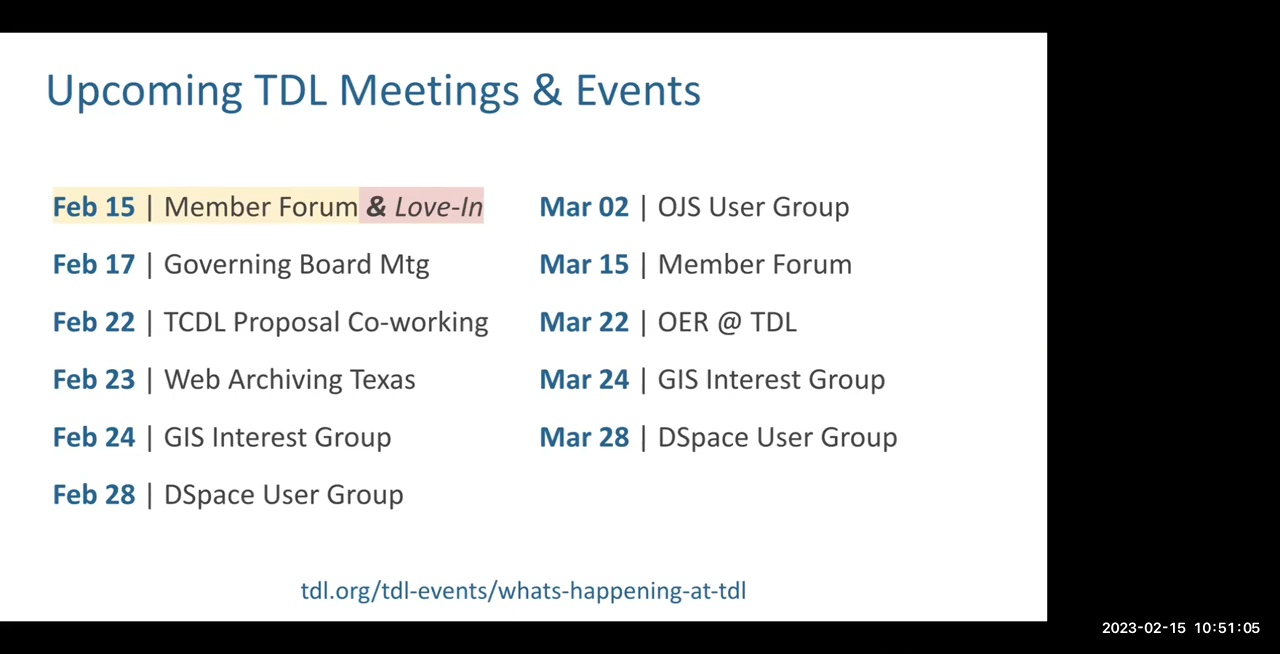 Upcoming TDL Meetings & Events
Feb 15 | Member Forum & Love-In
Feb 17 | Governing Board Mtg
Feb 22 | TCDL Proposal Co-working
Feb 23 | Web Archiving Texas
Feb 24 | GIS Interest Group
Feb 28 | DSpace User Group
Mar 02 | OJS User Group
Mar 15 | Member Forum
Mar 22 | OER @ TDL
Mar 24 | GIS Interest Group
Mar 28 | DSpace User Group
tdl.org/tdl-events/whats-happening-at-tdl
2023-02-15 10:51:05